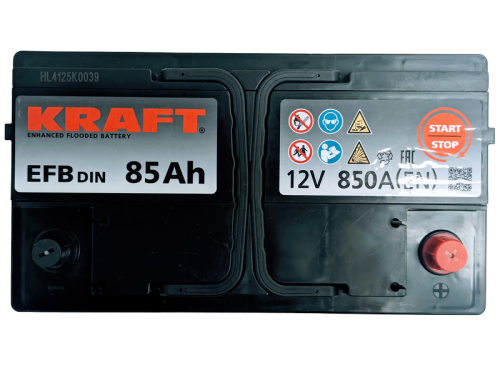 HL4125K0039
KRAFT®
ENHANCED FLOODED BATTERY
EFB DIN 85Ah
START
STOP
EAC
12V 850A(EN)
+